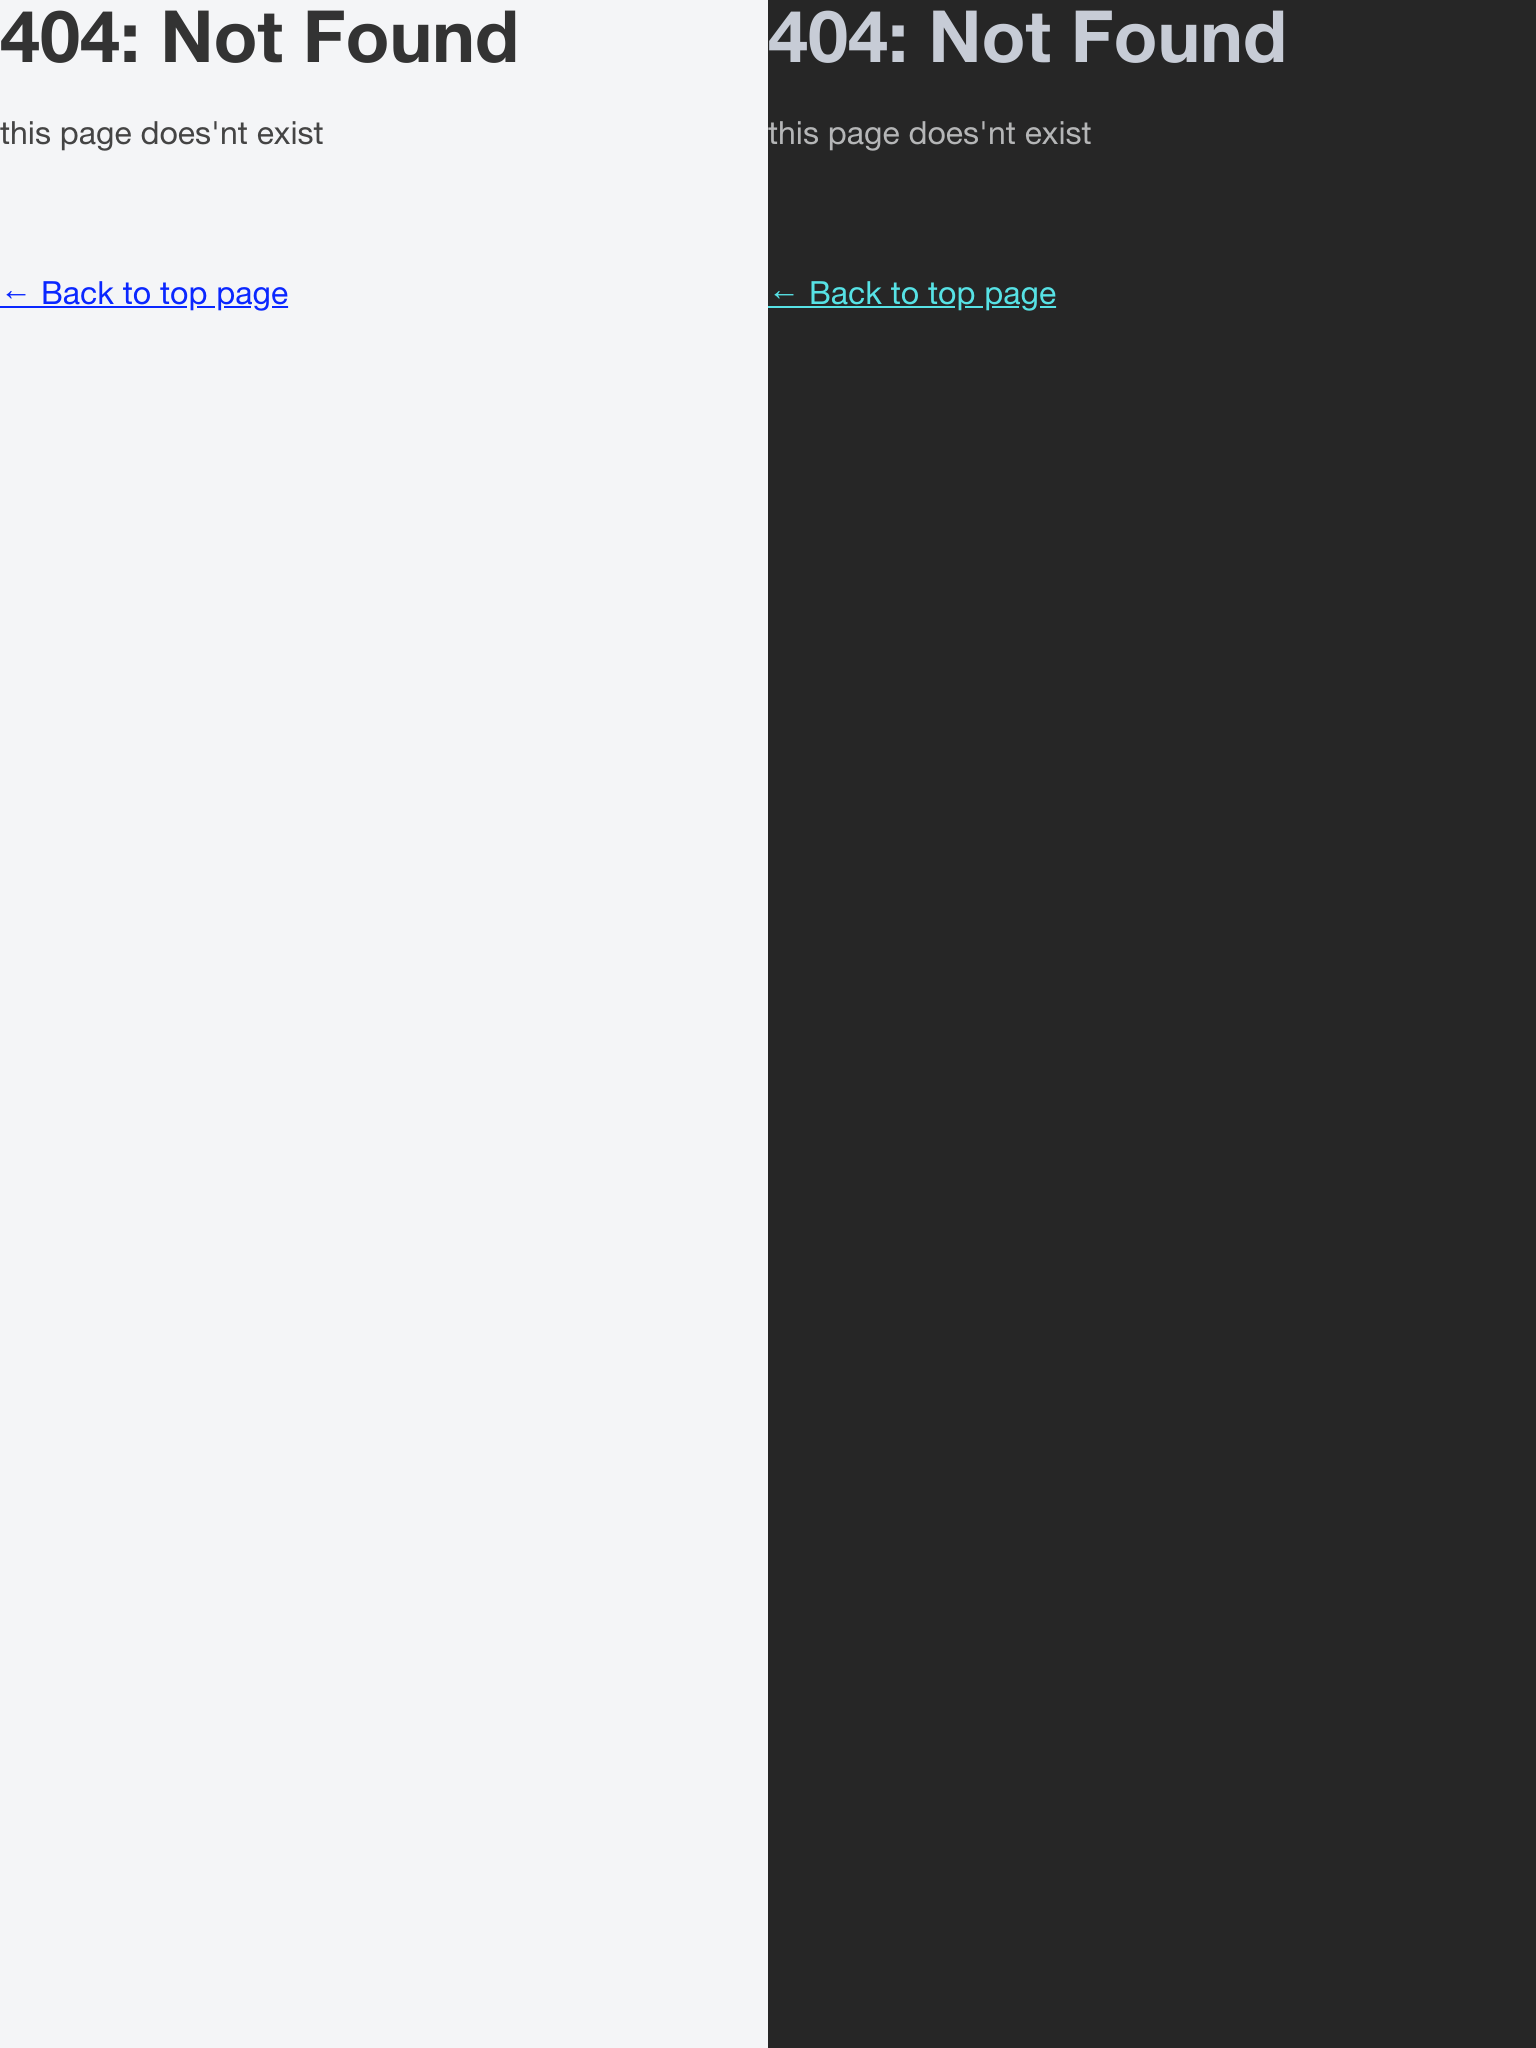 404: Not Found
this page does'nt exist
← Back to top page
404: Not Found
this page does'nt exist
← Back to top page